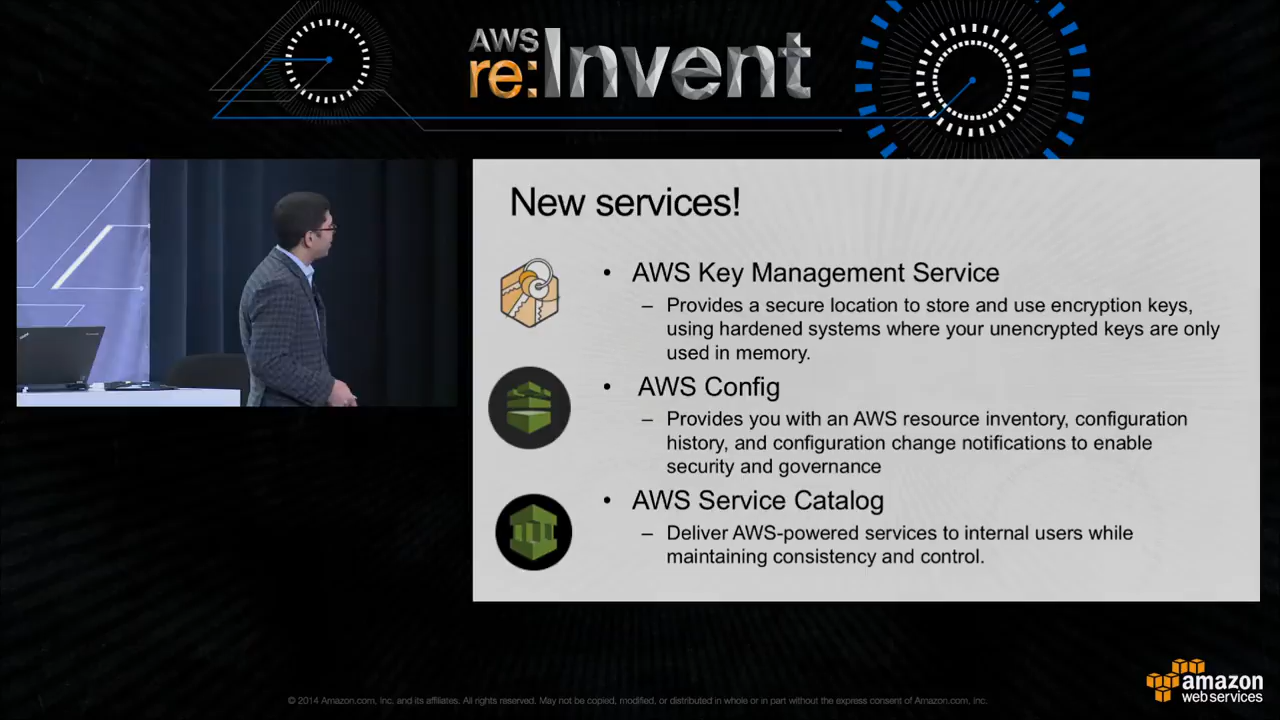 AWS
re:Invent
New services!
• AWS Key Management Service
– Provides a secure location to store and use encryption keys,
using hardened systems where your unencrypted keys are only
used in memory.
• AWS Config
– Provides you with an AWS resource inventory, configuration
history, and configuration change notifications to enable
security and governance
• AWS Service Catalog
– Deliver AWS-powered services to internal users while
maintaining consistency and control.
© 2014 Amazon.com, Inc, and its affiliates. All rights reserved. May not be copied, modified, or distributed in whole or in part without the express consent of Amazon.com, inc.
amazon
web services